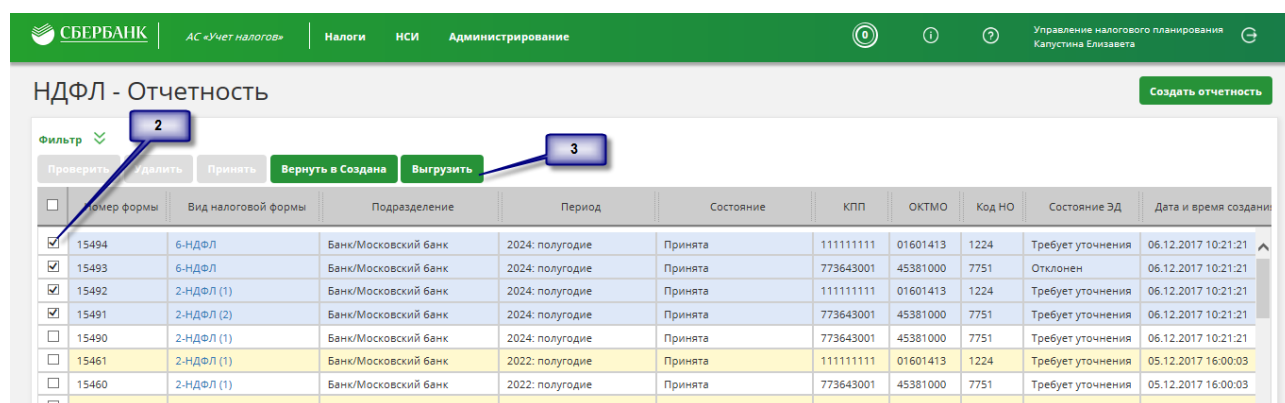 СБЕРБАНК АС «Учет налогов» Налоги НСИ Администрирование 0 Управление налогового планирования
Капустина Елизавета
НДФЛ - Отчетность Создать отчетность
2
Фильтр
3
Проверить Удалить Принять Вернуть в Создана Выгрузить
Номер формы Вид налоговой формы Подразделение Период Состояние КПП ОКТМО Код НО Состояние ЭД Дата и время создания
15494 6-НДФЛ Банк/Московский банк 2024: полугодие Принята 111111111 01601413 1224 Требует уточнения 06.12.2017 10:21:21
15493 6-НДФЛ Банк/Московский банк 2024: полугодие Принята 773643001 45381000 7751 Отклонен 06.12.2017 10:21:21
15492 2-НДФЛ (1) Банк/Московский банк 2024: полугодие Принята 111111111 01601413 1224 Требует уточнения 06.12.2017 10:21:21
15491 2-НДФЛ (2) Банк/Московский банк 2024: полугодие Принята 773643001 45381000 7751 Требует уточнения 06.12.2017 10:21:21
15490 2-НДФЛ (1) Банк/Московский банк 2024: полугодие Принята 773643001 45381000 7751 Требует уточнения 06.12.2017 10:21:21
15461 2-НДФЛ (1) Банк/Московский банк 2022: полугодие Принята 111111111 01601413 1224 Требует уточнения 05.12.2017 16:00:03
15460 2-НДФЛ (1) Банк/Московский банк 2022: полугодие Принята 773643001 45381000 7751 Требует уточнения 05.12.2017 16:00:03